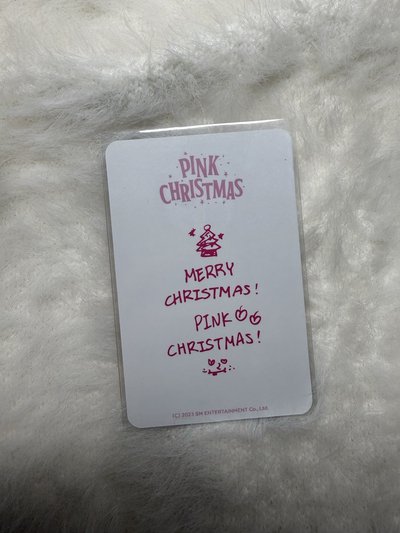 PINK
CHRISTMAS
MERRY
CHRISTMAS!
PINK
CHRISTMAS!
(C) 2023 SM ENTERTAINMENT Co., Ltd.